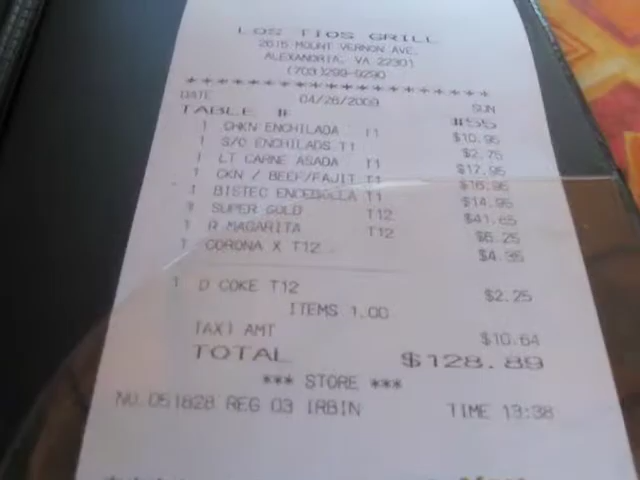 LOS TIOS GRILL
2615 MOUNT VERNON AVE.
ALEXANDRIA, VA 22301
(703)299-9290
*******************
DATE 04/26/2009 SUN
TABLE # #55
1 CHKN ENCHILADA T1 $10.95
1 S/O ENCHILADS T1 $2.75
1 LT CARNE ASADA T1 $17.95
1 CKN / BEEF/FAJIT T1 $16.95
1 BISTEC ENCEBOLLA T1 $14.95
1 SUPER GOLD T12 $41.65
1 R MAGARITA T12 $6.25
1 CORONA X T12 $4.35
1 D COKE T12 $2.25
ITEMS 1.00
TAX1 AMT $10.64
TOTAL $128.89
*** STORE ***
NO.051828 REG 03 IRBIN TIME 13:38